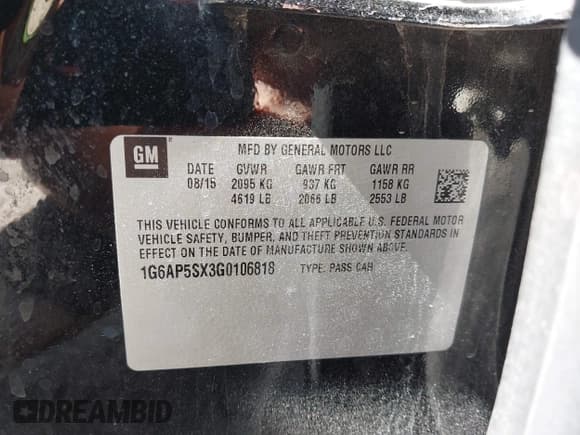 GM
MFD BY GENERAL MOTORS LLC
DATE GVWR GAWR FRT GAWR RR
08/15 2095 KG 937 KG 1158 KG
4619 LB 2066 LB 2553 LB
THIS VEHICLE CONFORMS TO ALL APPLICABLE U.S. FEDERAL MOTOR
VEHICLE SAFETY, BUMPER, AND THEFT PREVENTION STANDARDS IN
EFFECT ON THE DATE OF MANUFACTURE SHOWN ABOVE.
1G6AP5SX3G0106818 TYPE: PASS CAR
DREAMBID